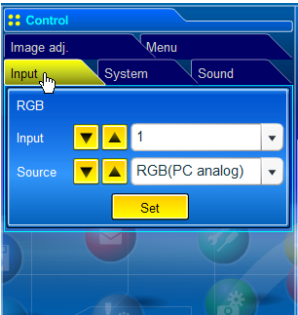 Control
Image adj. Menu
Input System Sound
RGB
Input 1
Source RGB(PC analog)
Set